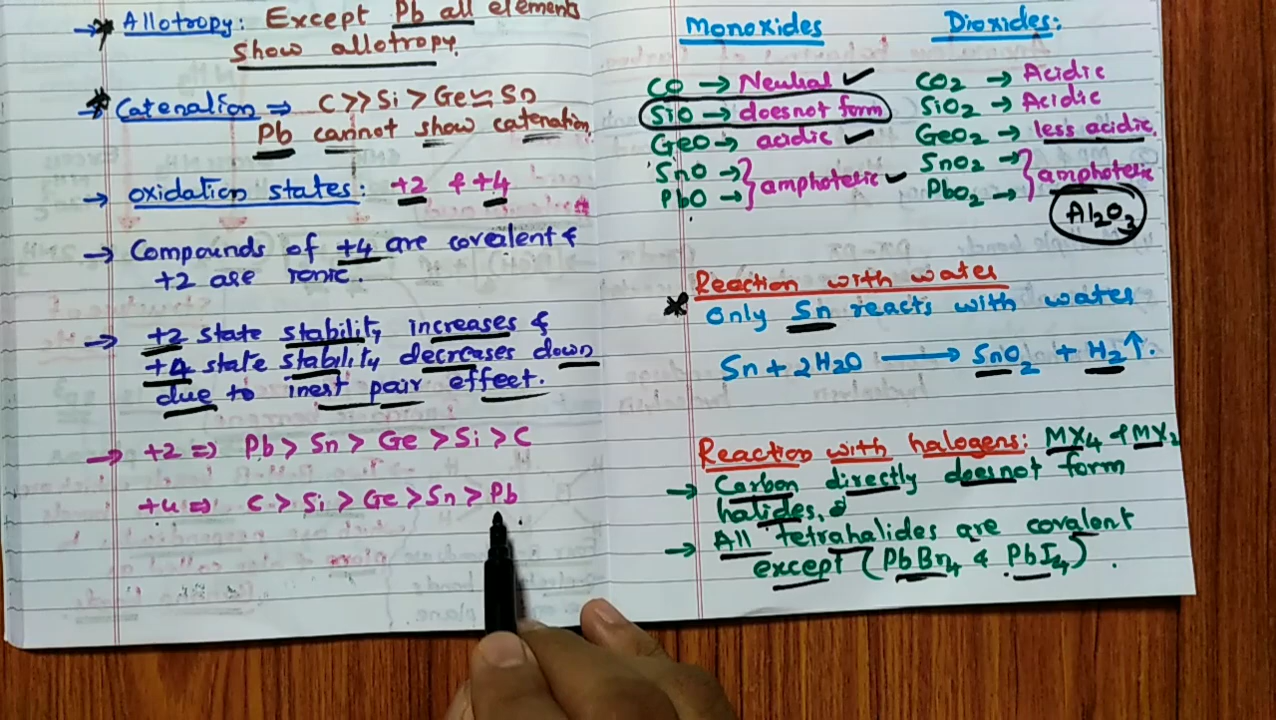 →* Allotropy: Except Pb all elements
show allotropy.
* Catenation ⇒ C >> Si > Ge ≃ Sn
Pb cannot show catenation.
→ oxidation states: +2 & +4
→ Compounds of +4 are covalent &
+2 are Ionic.
→ +2 state stability increases &
+4 state stability decreases down
due to inert pair effect.
→ +2 ⇒ Pb > Sn > Ge > Si > C
+4 ⇒ C > Si > Ge > Sn > Pb
Monoxides
CO → Neutral ✓
SiO → does not form
GeO → acidic ✓
SnO →
PbO → } amphoteric ✓
Dioxides:
CO2 → Acidic
SiO2 → Acidic
GeO2 → less acidic.
SnO2 →
PbO2 → } amphoteric
Al2O3
Reaction with water
* Only Sn reacts with water
Sn + 2H2O ⟶ SnO2 + H2↑.
Reaction with halogens: MX4 & MX2
→ Carbon directly doesnot form
halides.
→ All tetrahalides are covalent
except (PbBr4 & PbI4).